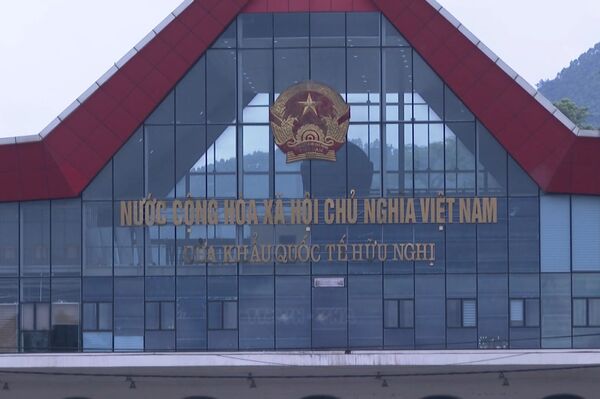 NƯỚC CỘNG HÒA XÃ HỘI CHỦ NGHĨA VIỆT NAM
CỬA KHẨU QUỐC TẾ HỮU NGHỊ